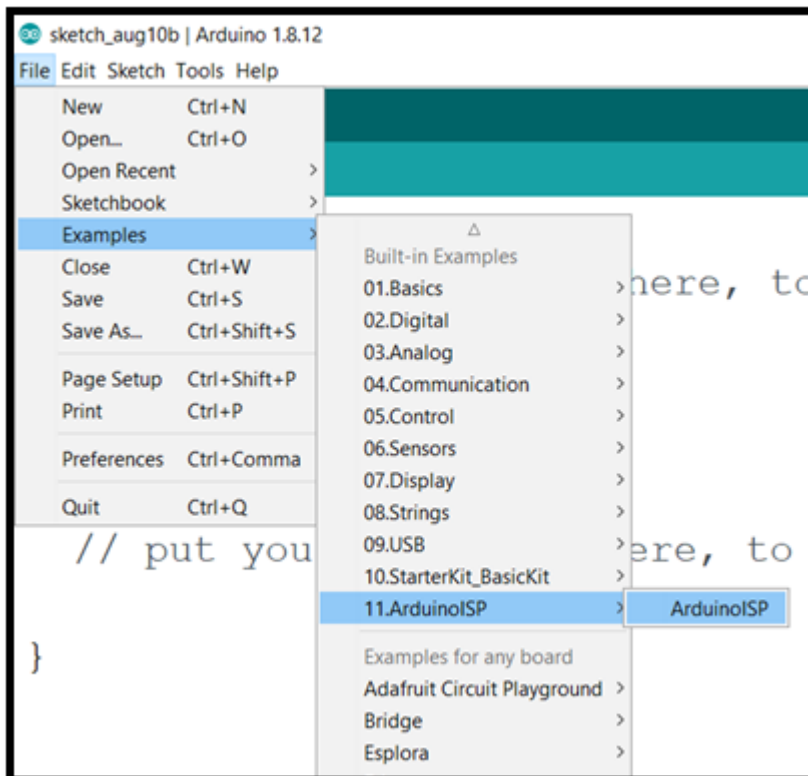 sketch_aug10b | Arduino 1.8.12
File Edit Sketch Tools Help
New Ctrl+N
Open... Ctrl+O
Open Recent
Sketchbook
Examples
Close Ctrl+W
Save Ctrl+S
Save As... Ctrl+Shift+S
Page Setup Ctrl+Shift+P
Print Ctrl+P
Preferences Ctrl+Comma
Quit Ctrl+Q
Built-in Examples
01.Basics
02.Digital
03.Analog
04.Communication
05.Control
06.Sensors
07.Display
08.Strings
09.USB
10.StarterKit_BasicKit
11.ArduinoISP
Examples for any board
Adafruit Circuit Playground
Bridge
Esplora
ArduinoISP
here, to
// put you ere, to
}